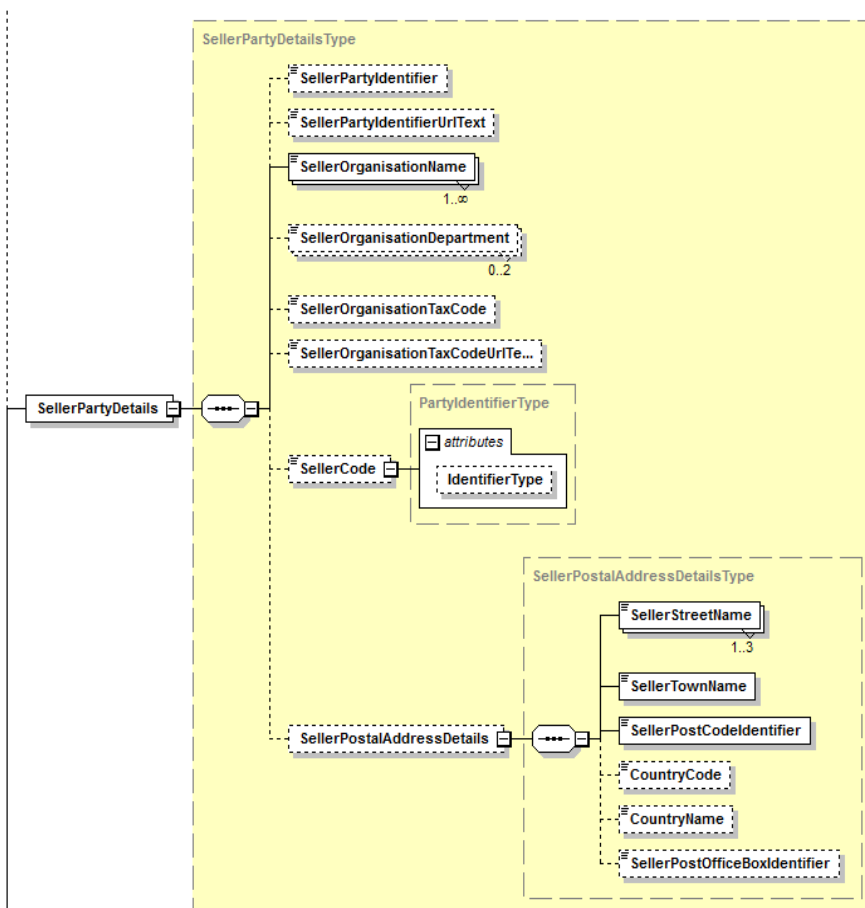 SellerPartyDetailsType
SellerPartyIdentifier
SellerPartyIdentifierUrlText
SellerOrganisationName
1..∞
SellerOrganisationDepartment
0..2
SellerOrganisationTaxCode
SellerOrganisationTaxCodeUrlTe...
SellerPartyDetails
PartyIdentifierType
attributes
SellerCode
IdentifierType
SellerPostalAddressDetailsType
SellerStreetName
1..3
SellerTownName
SellerPostalAddressDetails
SellerPostCodeIdentifier
CountryCode
CountryName
SellerPostOfficeBoxIdentifier